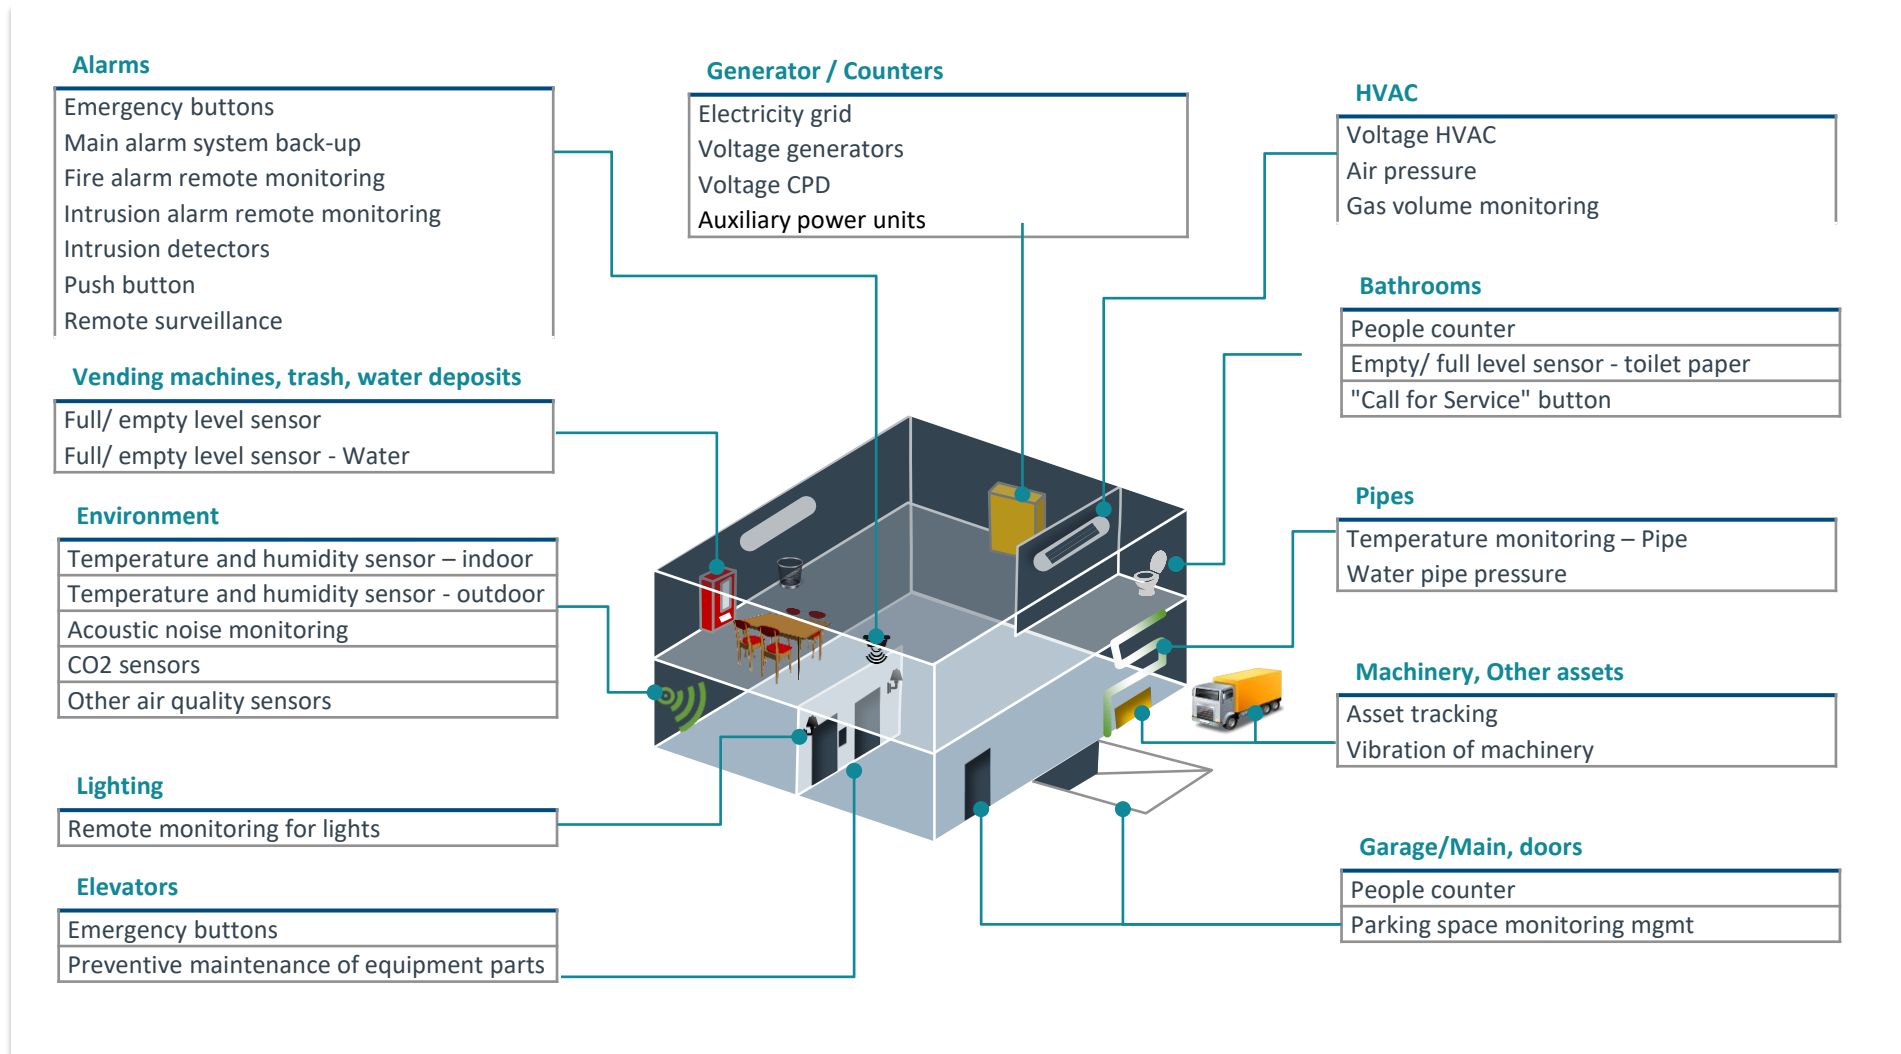 Alarms
Emergency buttons
Main alarm system back-up
Fire alarm remote monitoring
Intrusion alarm remote monitoring
Intrusion detectors
Push button
Remote surveillance
Vending machines, trash, water deposits
Full/ empty level sensor
Full/ empty level sensor - Water
Environment
Temperature and humidity sensor – indoor
Temperature and humidity sensor - outdoor
Acoustic noise monitoring
CO2 sensors
Other air quality sensors
Lighting
Remote monitoring for lights
Elevators
Emergency buttons
Preventive maintenance of equipment parts
Generator / Counters
Electricity grid
Voltage generators
Voltage CPD
Auxiliary power units
HVAC
Voltage HVAC
Air pressure
Gas volume monitoring
Bathrooms
People counter
Empty/ full level sensor - toilet paper
"Call for Service" button
Pipes
Temperature monitoring – Pipe
Water pipe pressure
Machinery, Other assets
Asset tracking
Vibration of machinery
Garage/Main, doors
People counter
Parking space monitoring mgmt